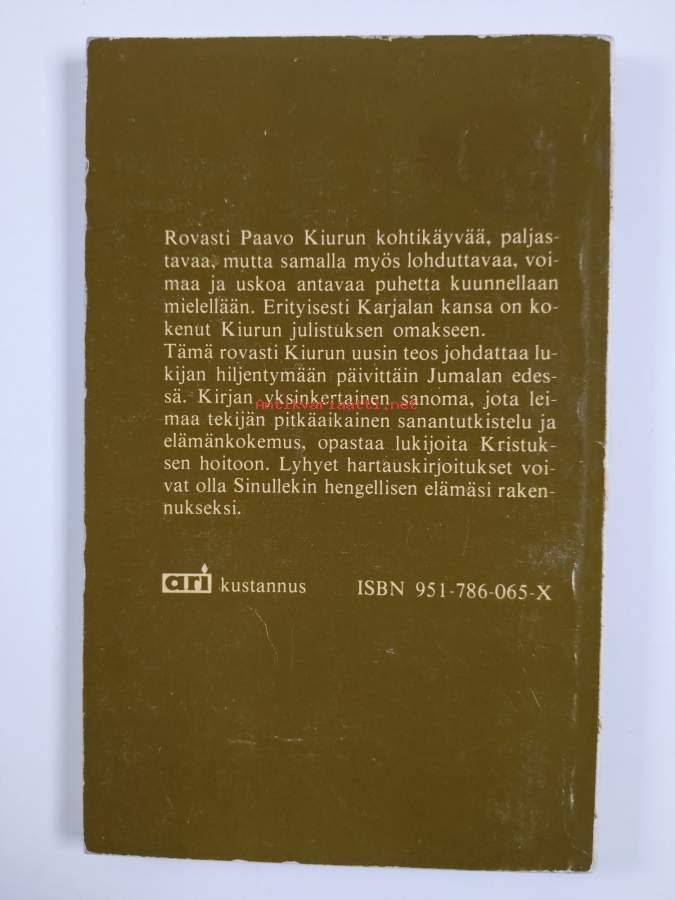 Rovasti Paavo Kiurun kohtikäyvää, paljas-
tavaa, mutta samalla myös lohduttavaa, voi-
maa ja uskoa antavaa puhetta kuunnellaan
mielellään. Erityisesti Karjalan kansa on ko-
kenut Kiurun julistuksen omakseen.
Tämä rovasti Kiurun uusin teos johdattaa lu-
kijan hiljentymään päivittäin Jumalan edes-
sä. Kirjan yksinkertainen sanoma, jota lei-
Antikvariaatti.net
maa tekijän pitkäaikainen sanantutkistelu ja
elämänkokemus, opastaa lukijoita Kristuk-
sen hoitoon. Lyhyet hartauskirjoitukset voi-
vat olla Sinullekin hengellisen elämäsi raken-
nukseksi.
ari kustannus ISBN 951-786-065-X